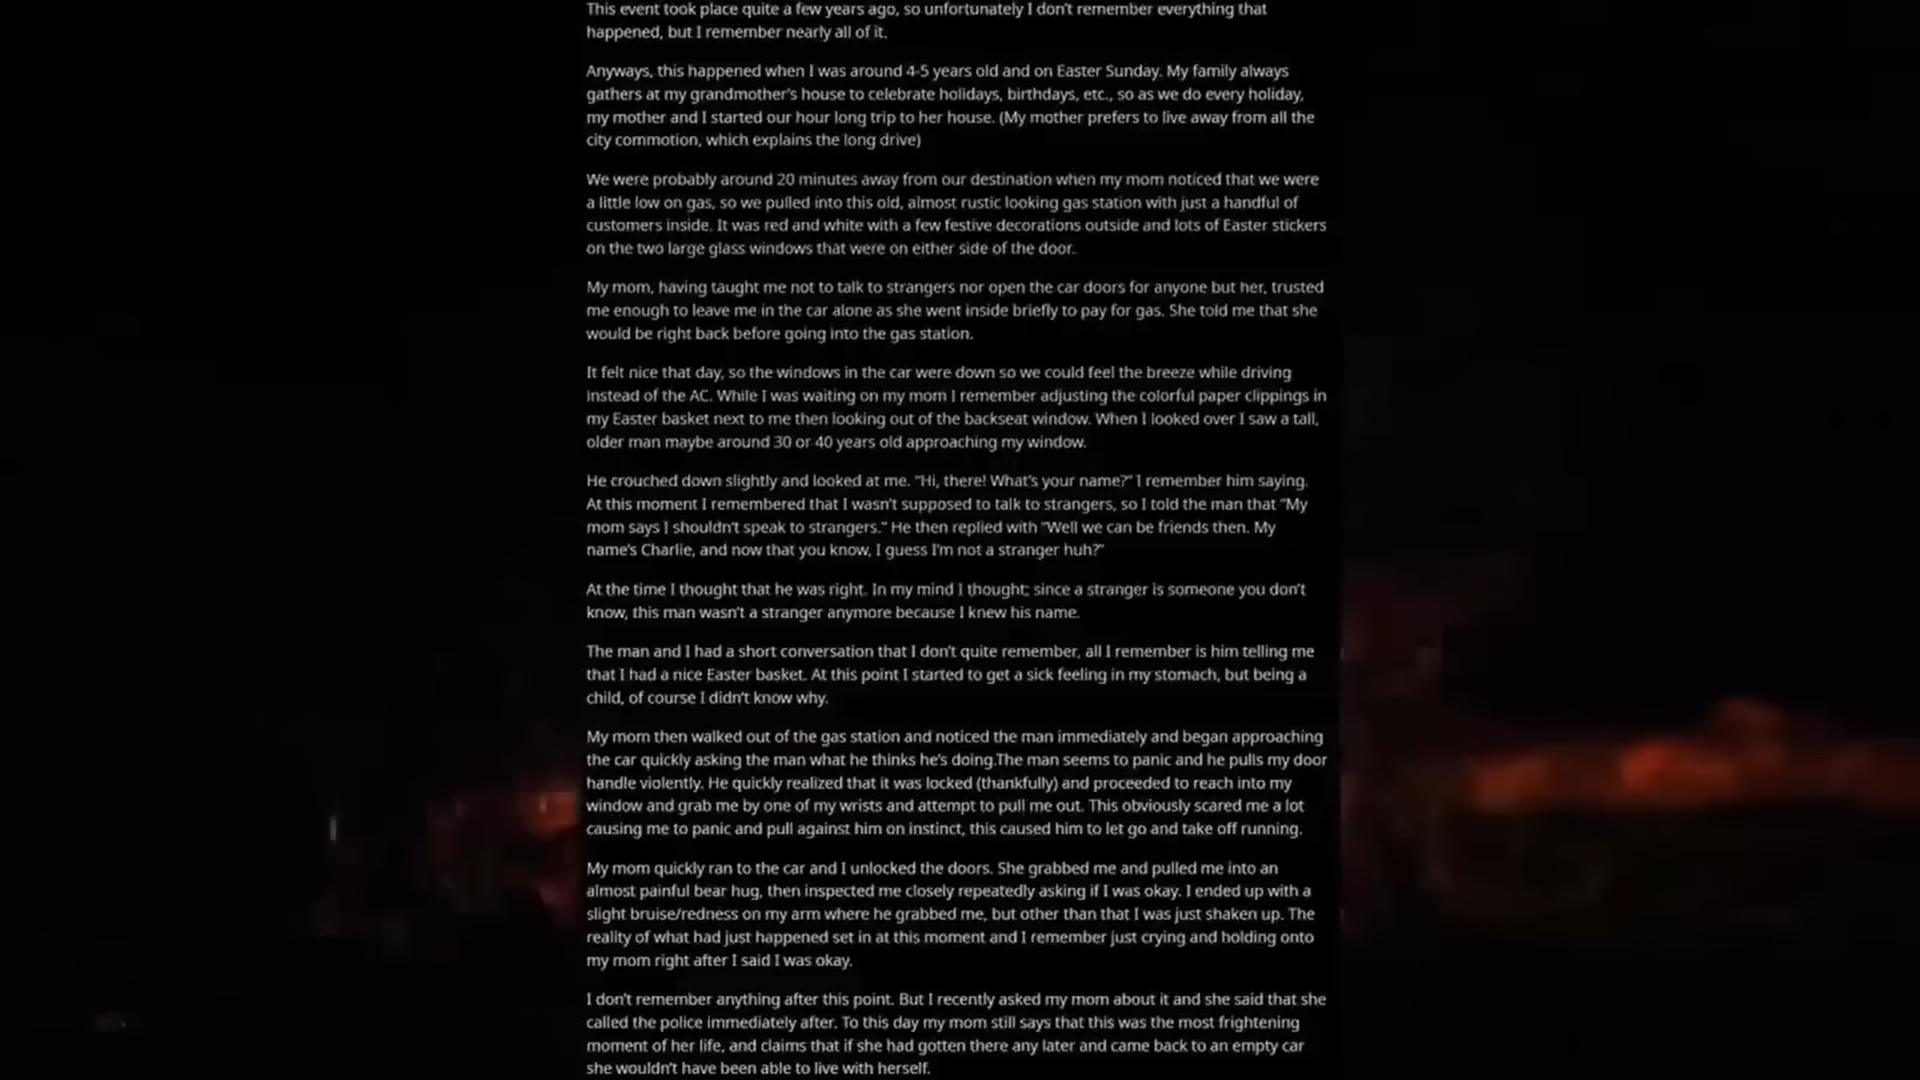 This event took place quite a few years ago, so unfortunately I don't remember everything that
happened, but I remember nearly all of it.
Anyways, this happened when I was around 4-5 years old and on Easter Sunday. My family always
gathers at my grandmother's house to celebrate holidays, birthdays, etc., so as we do every holiday,
my mother and I started our hour long trip to her house. (My mother prefers to live away from all the
city commotion, which explains the long drive)
We were probably around 20 minutes away from our destination when my mom noticed that we were
a little low on gas, so we pulled into this old, almost rustic looking gas station with just a handful of
customers inside. It was red and white with a few festive decorations outside and lots of Easter stickers
on the two large glass windows that were on either side of the door.
My mom, having taught me not to talk to strangers nor open the car doors for anyone but her, trusted
me enough to leave me in the car alone as she went inside briefly to pay for gas. She told me that she
would be right back before going into the gas station.
It felt nice that day, so the windows in the car were down so we could feel the breeze while driving
instead of the AC. While I was waiting on my mom I remember adjusting the colorful paper clippings in
my Easter basket next to me then looking out of the backseat window. When I looked over I saw a tall,
older man maybe around 30 or 40 years old approaching my window.
He crouched down slightly and looked at me. "Hi, there! What's your name?" I remember him saying.
At this moment I remembered that I wasn't supposed to talk to strangers, so I told the man that "My
mom says I shouldn't speak to strangers." He then replied with "Well we can be friends then. My
name's Charlie, and now that you know, I guess I'm not a stranger huh?"
At the time I thought that he was right. In my mind I thought; since a stranger is someone you don't
know, this man wasn't a stranger anymore because I knew his name.
The man and I had a short conversation that I don't quite remember, all I remember is him telling me
that I had a nice Easter basket. At this point I started to get a sick feeling in my stomach, but being a
child, of course I didn't know why.
My mom then walked out of the gas station and noticed the man immediately and began approaching
the car quickly asking the man what he thinks he's doing.The man seems to panic and he pulls my door
handle violently. He quickly realized that it was locked (thankfully) and proceeded to reach into my
window and grab me by one of my wrists and attempt to pull me out. This obviously scared me a lot
causing me to panic and pull against him on instinct, this caused him to let go and take off running.
My mom quickly ran to the car and I unlocked the doors. She grabbed me and pulled me into an
almost painful bear hug, then inspected me closely repeatedly asking if I was okay. I ended up with a
slight bruise/redness on my arm where he grabbed me, but other than that I was just shaken up. The
reality of what had just happened set in at this moment and I remember just crying and holding onto
my mom right after I said I was okay.
I don't remember anything after this point. But I recently asked my mom about it and she said that she
called the police immediately after. To this day my mom still says that this was the most frightening
moment of her life, and claims that if she had gotten there any later and came back to an empty car
she wouldn't have been able to live with herself.